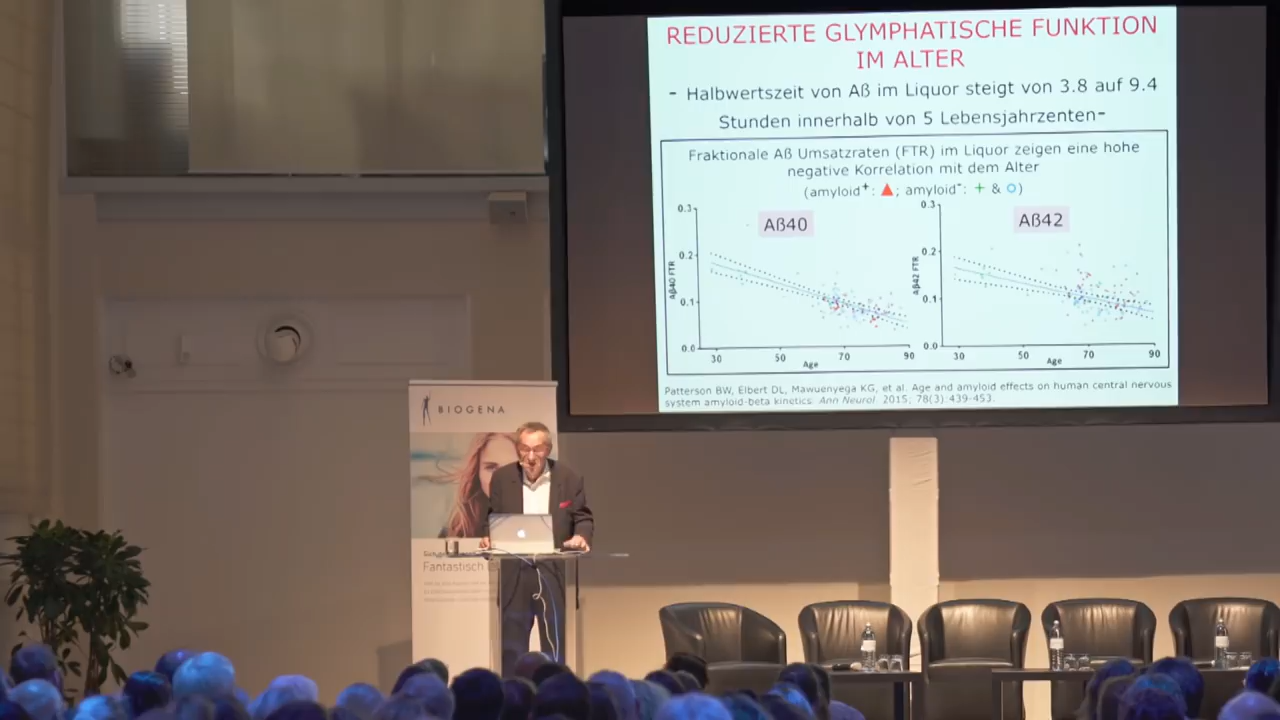 REDUZIERTE GLYMPHATISCHE FUNKTION
IM ALTER
- Halbwertszeit von Aß im Liquor steigt von 3.8 auf 9.4
Stunden innerhalb von 5 Lebensjahrzenten-
Fraktionale Aß Umsatzraten (FTR) im Liquor zeigen eine hohe
negative Korrelation mit dem Alter
(amyloid⁺: ▲; amyloid⁻: + & o)
Aß40
0.3
0.2
0.1
0.0
Aβ40 FTR
30 50 70 90
Age
Aß42
0.3
0.2
0.1
0.0
Aβ42 FTR
30 50 70 90
Age
Patterson BW, Elbert DL, Mawuenyega KG, et al. Age and amyloid effects on human central nervous
system amyloid-beta kinetics. Ann Neurol. 2015; 78(3):439-453.
BIOGENA
Fantastisch